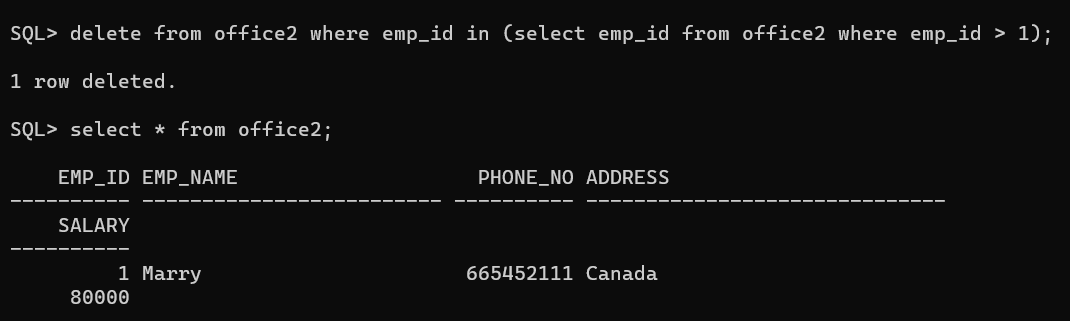 SQL> delete from office2 where emp_id in (select emp_id from office2 where emp_id > 1);
1 row deleted.
SQL> select * from office2;
    EMP_ID EMP_NAME                    PHONE_NO ADDRESS
---------- ------------------------- ---------- ------------------------------
    SALARY
----------
         1 Marry                      665452111 Canada
     80000